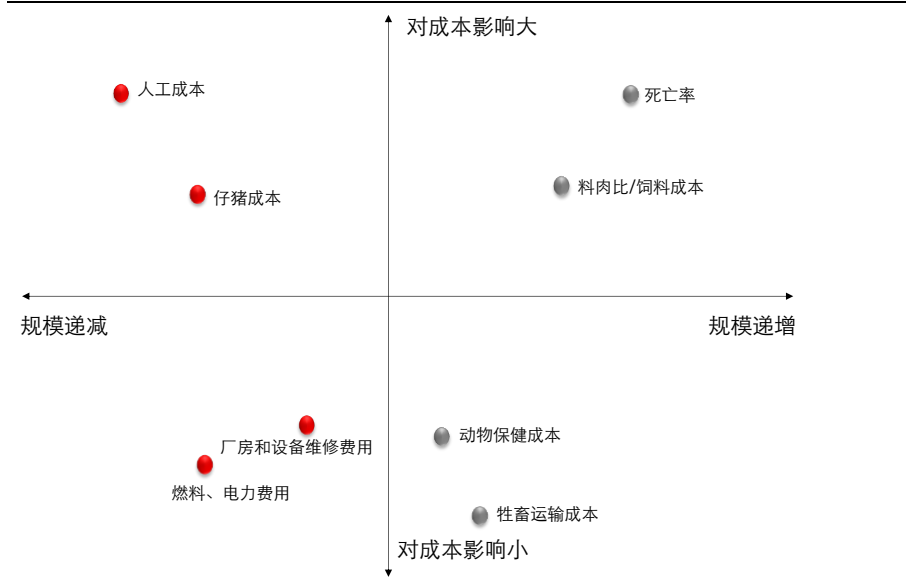 对成本影响大
人工成本
死亡率
料肉比/饲料成本
仔猪成本
规模递减
规模递增
动物保健成本
厂房和设备维修费用
燃料、电力费用
牲畜运输成本
对成本影响小